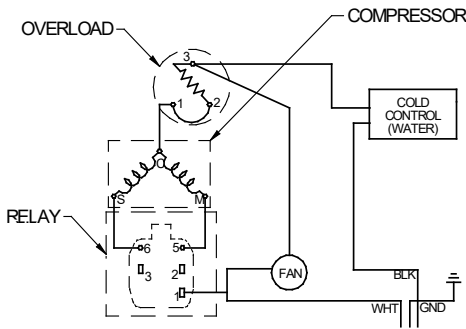 COMPRESSOR
OVERLOAD
3
1
2
COLD
CONTROL
(WATER)
C
S
M
RELAY
6
5
3
2
1
FAN
BLK
WHT
GND